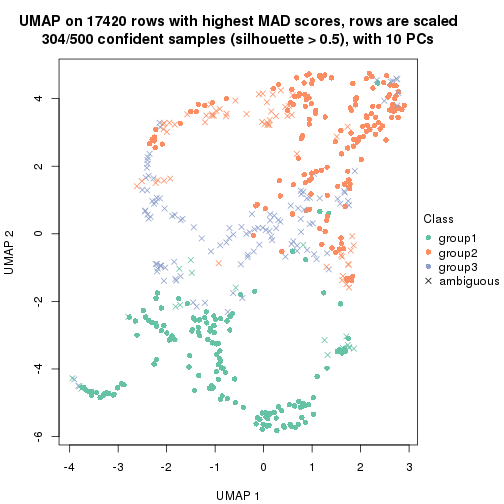 UMAP on 17420 rows with highest MAD scores, rows are scaled
304/500 confident samples (silhouette > 0.5), with 10 PCs
4
2
0
-2
-4
-6
UMAP 2
-4 -3 -2 -1 0 1 2 3
UMAP 1
Class
group1
group2
group3
ambiguous